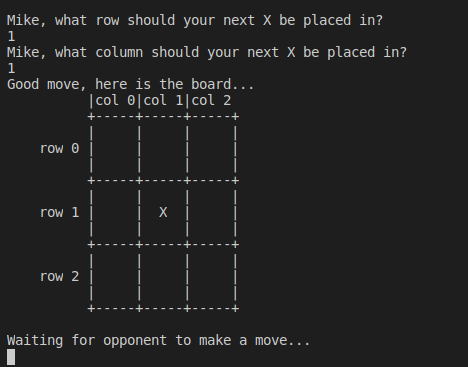 Mike, what row should your next X be placed in?
1
Mike, what column should your next X be placed in?
1
Good move, here is the board...
          |col 0|col 1|col 2
          +-----+-----+-----+
          |     |     |     |
    row 0 |     |     |     |
          |     |     |     |
          +-----+-----+-----+
          |     |     |     |
    row 1 |     |  X  |     |
          |     |     |     |
          +-----+-----+-----+
          |     |     |     |
    row 2 |     |     |     |
          |     |     |     |
          +-----+-----+-----+
Waiting for opponent to make a move...